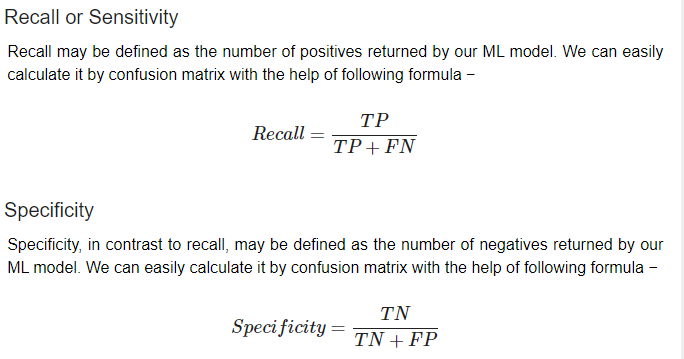 Recall or Sensitivity
Recall may be defined as the number of positives returned by our ML model. We can easily
calculate it by confusion matrix with the help of following formula −
Recall = TP / (TP + FN)
Specificity
Specificity, in contrast to recall, may be defined as the number of negatives returned by our
ML model. We can easily calculate it by confusion matrix with the help of following formula −
Specificity = TN / (TN + FP)